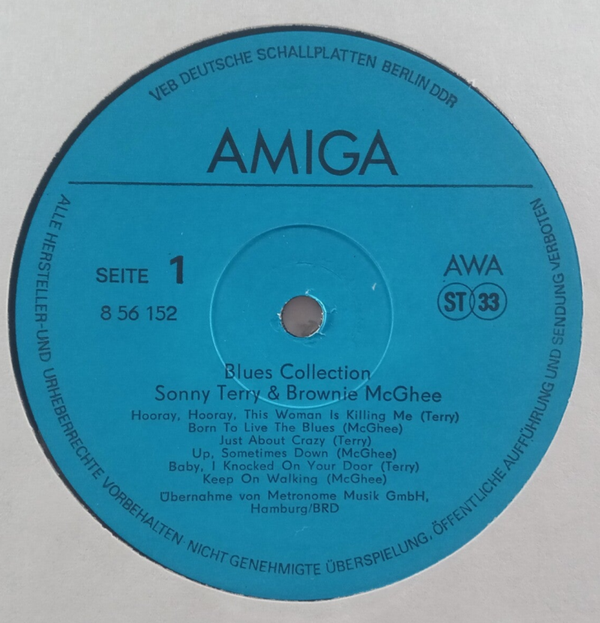 VEB DEUTSCHE SCHALLPLATTEN BERLIN DDR
AMIGA
SEITE 1
8 56 152
AWA
ST 33
Blues Collection
Sonny Terry & Brownie McGhee
Hooray, Hooray, This Woman Is Killing Me (Terry)
Born To Live The Blues (McGhee)
Just About Crazy (Terry)
Up, Sometimes Down (McGhee)
Baby, I Knocked On Your Door (Terry)
Keep On Walking (McGhee)
Übernahme von Metronome Musik GmbH,
Hamburg/BRD
ALLE HERSTELLER- UND URHEBERRECHTE VORBEHALTEN · NICHT GENEHMIGTE ÜBERSPIELUNG, ÖFFENTLICHE AUFFÜHRUNG UND SENDUNG VERBOTEN